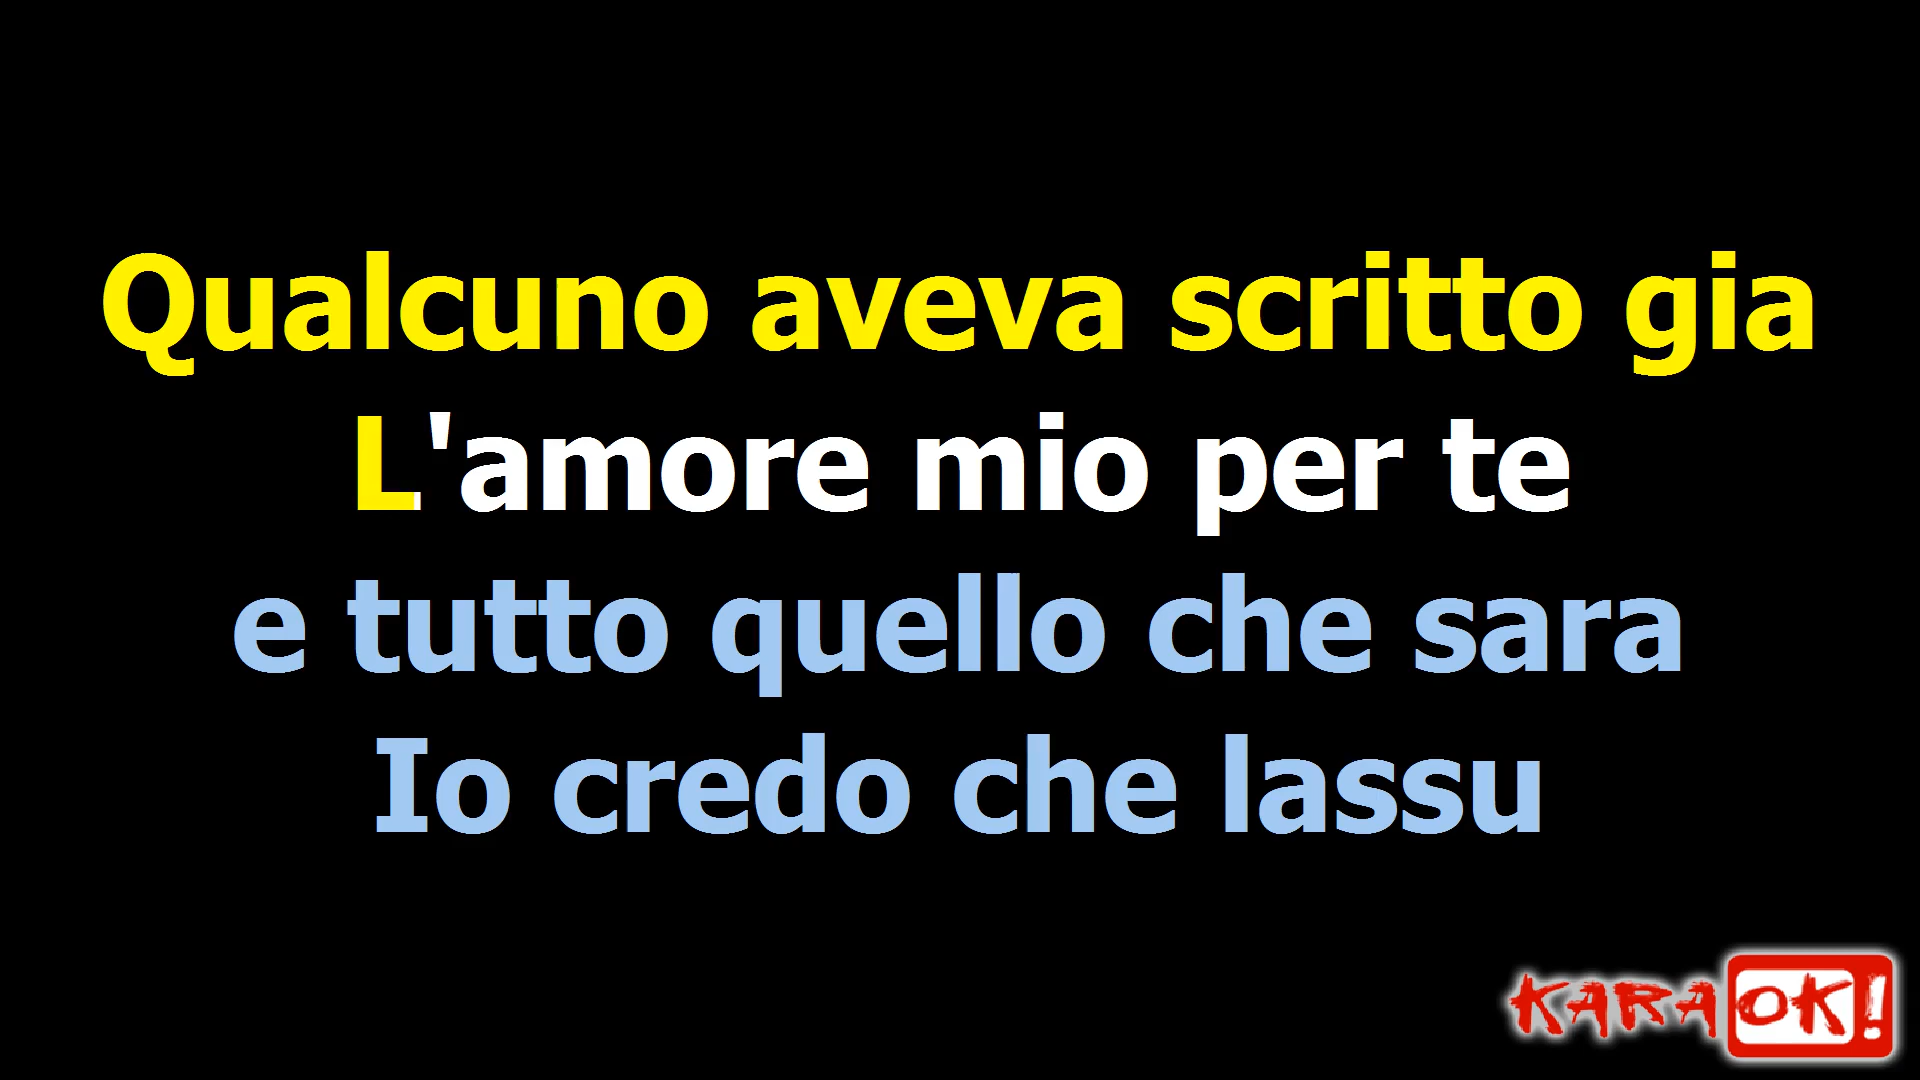 Qualcuno aveva scritto gia
L'amore mio per te
e tutto quello che sara
Io credo che lassu
KARAOK!